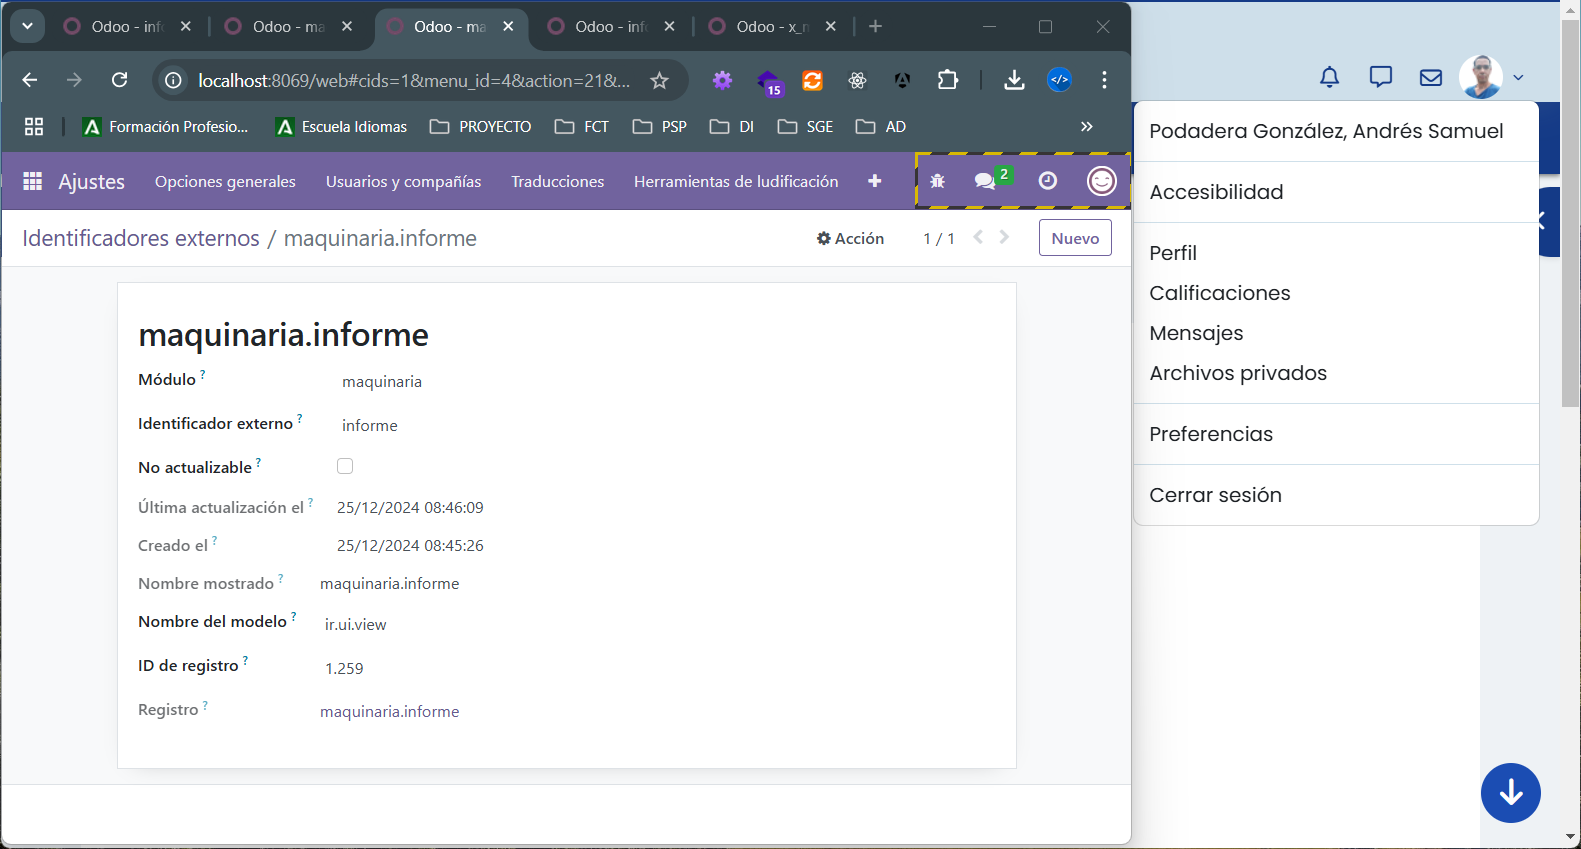 Odoo - inf
Odoo - ma
Odoo - ma
Odoo - inf
Odoo - x_n
localhost:8069/web#cids=1&menu_id=4&action=21&...
15
Formación Profesio...
Escuela Idiomas
PROYECTO
FCT
PSP
DI
SGE
AD
»
Ajustes
Opciones generales
Usuarios y compañías
Traducciones
Herramientas de ludificación
2
Identificadores externos / maquinaria.informe
Acción
1 / 1
Nuevo
maquinaria.informe
Módulo ? maquinaria
Identificador externo ? informe
No actualizable ?
Última actualización el ? 25/12/2024 08:46:09
Creado el ? 25/12/2024 08:45:26
Nombre mostrado ? maquinaria.informe
Nombre del modelo ? ir.ui.view
ID de registro ? 1.259
Registro ? maquinaria.informe
Podadera González, Andrés Samuel
Accesibilidad
Perfil
Calificaciones
Mensajes
Archivos privados
Preferencias
Cerrar sesión